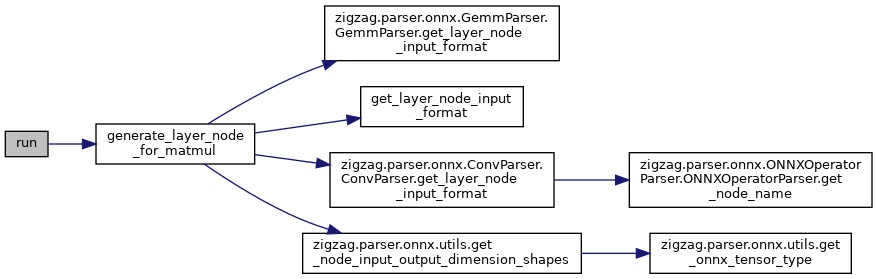 run
generate_layer_node
_for_matmul
zigzag.parser.onnx.GemmParser.
GemmParser.get_layer_node
_input_format
get_layer_node_input
_format
zigzag.parser.onnx.ConvParser.
ConvParser.get_layer_node
_input_format
zigzag.parser.onnx.ONNXOperator
Parser.ONNXOperatorParser.get
_node_name
zigzag.parser.onnx.utils.get
_node_input_output_dimension_shapes
zigzag.parser.onnx.utils.get
_onnx_tensor_type